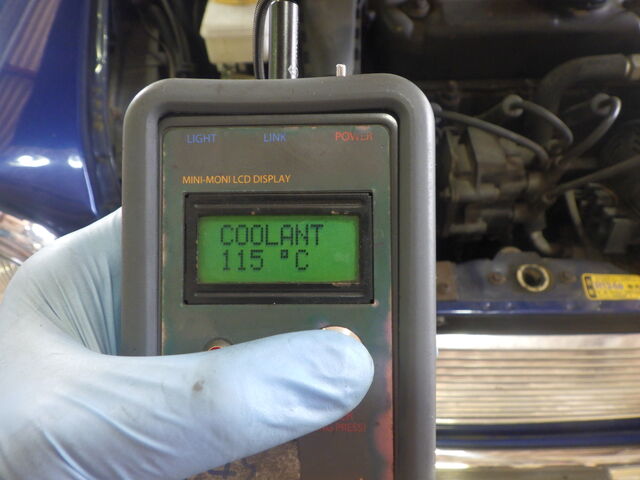 LIGHT LINK POWER
MINI-MONI LCD DISPLAY
COOLANT
115 °C